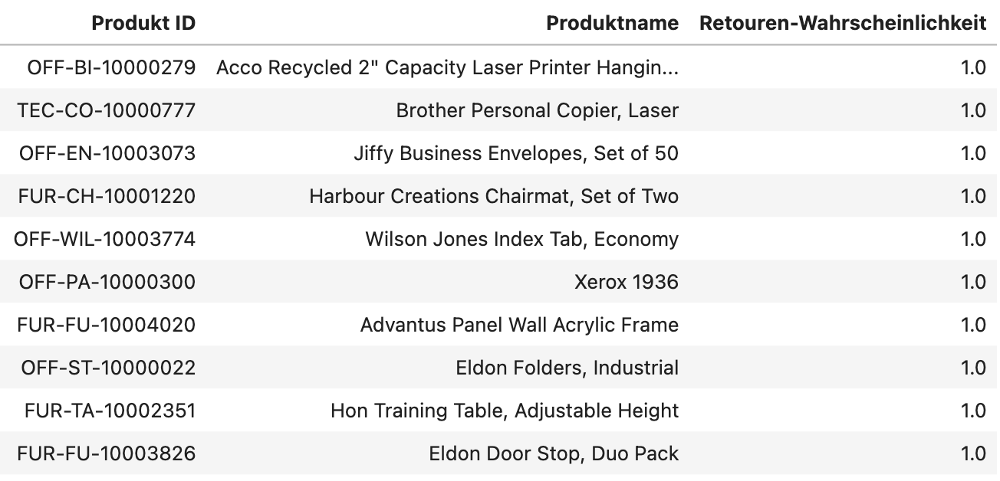 Produkt ID Produktname Retouren-Wahrscheinlichkeit
OFF-BI-10000279 Acco Recycled 2" Capacity Laser Printer Hangin... 1.0
TEC-CO-10000777 Brother Personal Copier, Laser 1.0
OFF-EN-10003073 Jiffy Business Envelopes, Set of 50 1.0
FUR-CH-10001220 Harbour Creations Chairmat, Set of Two 1.0
OFF-WIL-10003774 Wilson Jones Index Tab, Economy 1.0
OFF-PA-10000300 Xerox 1936 1.0
FUR-FU-10004020 Advantus Panel Wall Acrylic Frame 1.0
OFF-ST-10000022 Eldon Folders, Industrial 1.0
FUR-TA-10002351 Hon Training Table, Adjustable Height 1.0
FUR-FU-10003826 Eldon Door Stop, Duo Pack 1.0